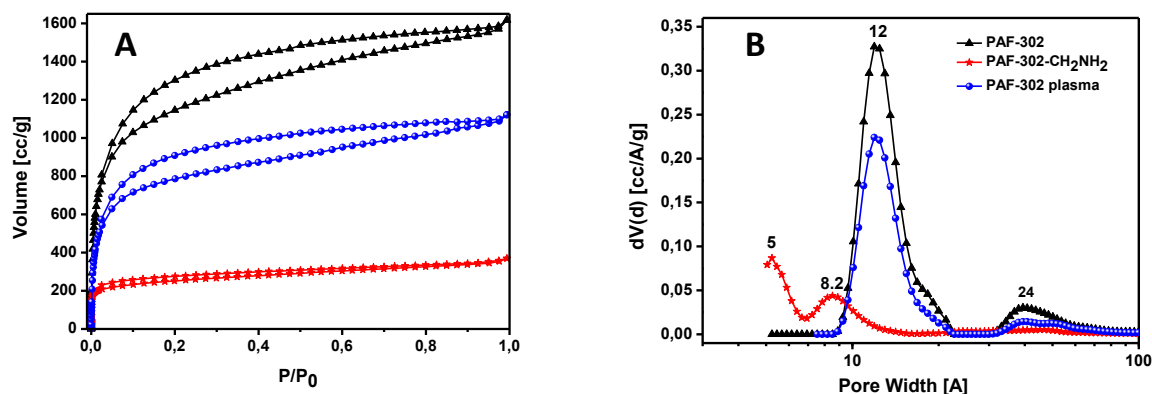 A
1600
1400
1200
1000
800
600
400
200
0
Volume [cc/g]
0,0 0,2 0,4 0,6 0,8 1,0
P/P0
B
12
PAF-302
PAF-302-CH2NH2
PAF-302 plasma
0,35
0,30
0,25
0,20
0,15
0,10
0,05
0,00
dV(d) [cc/A/g]
5
8.2
24
10 100
Pore Width [A]